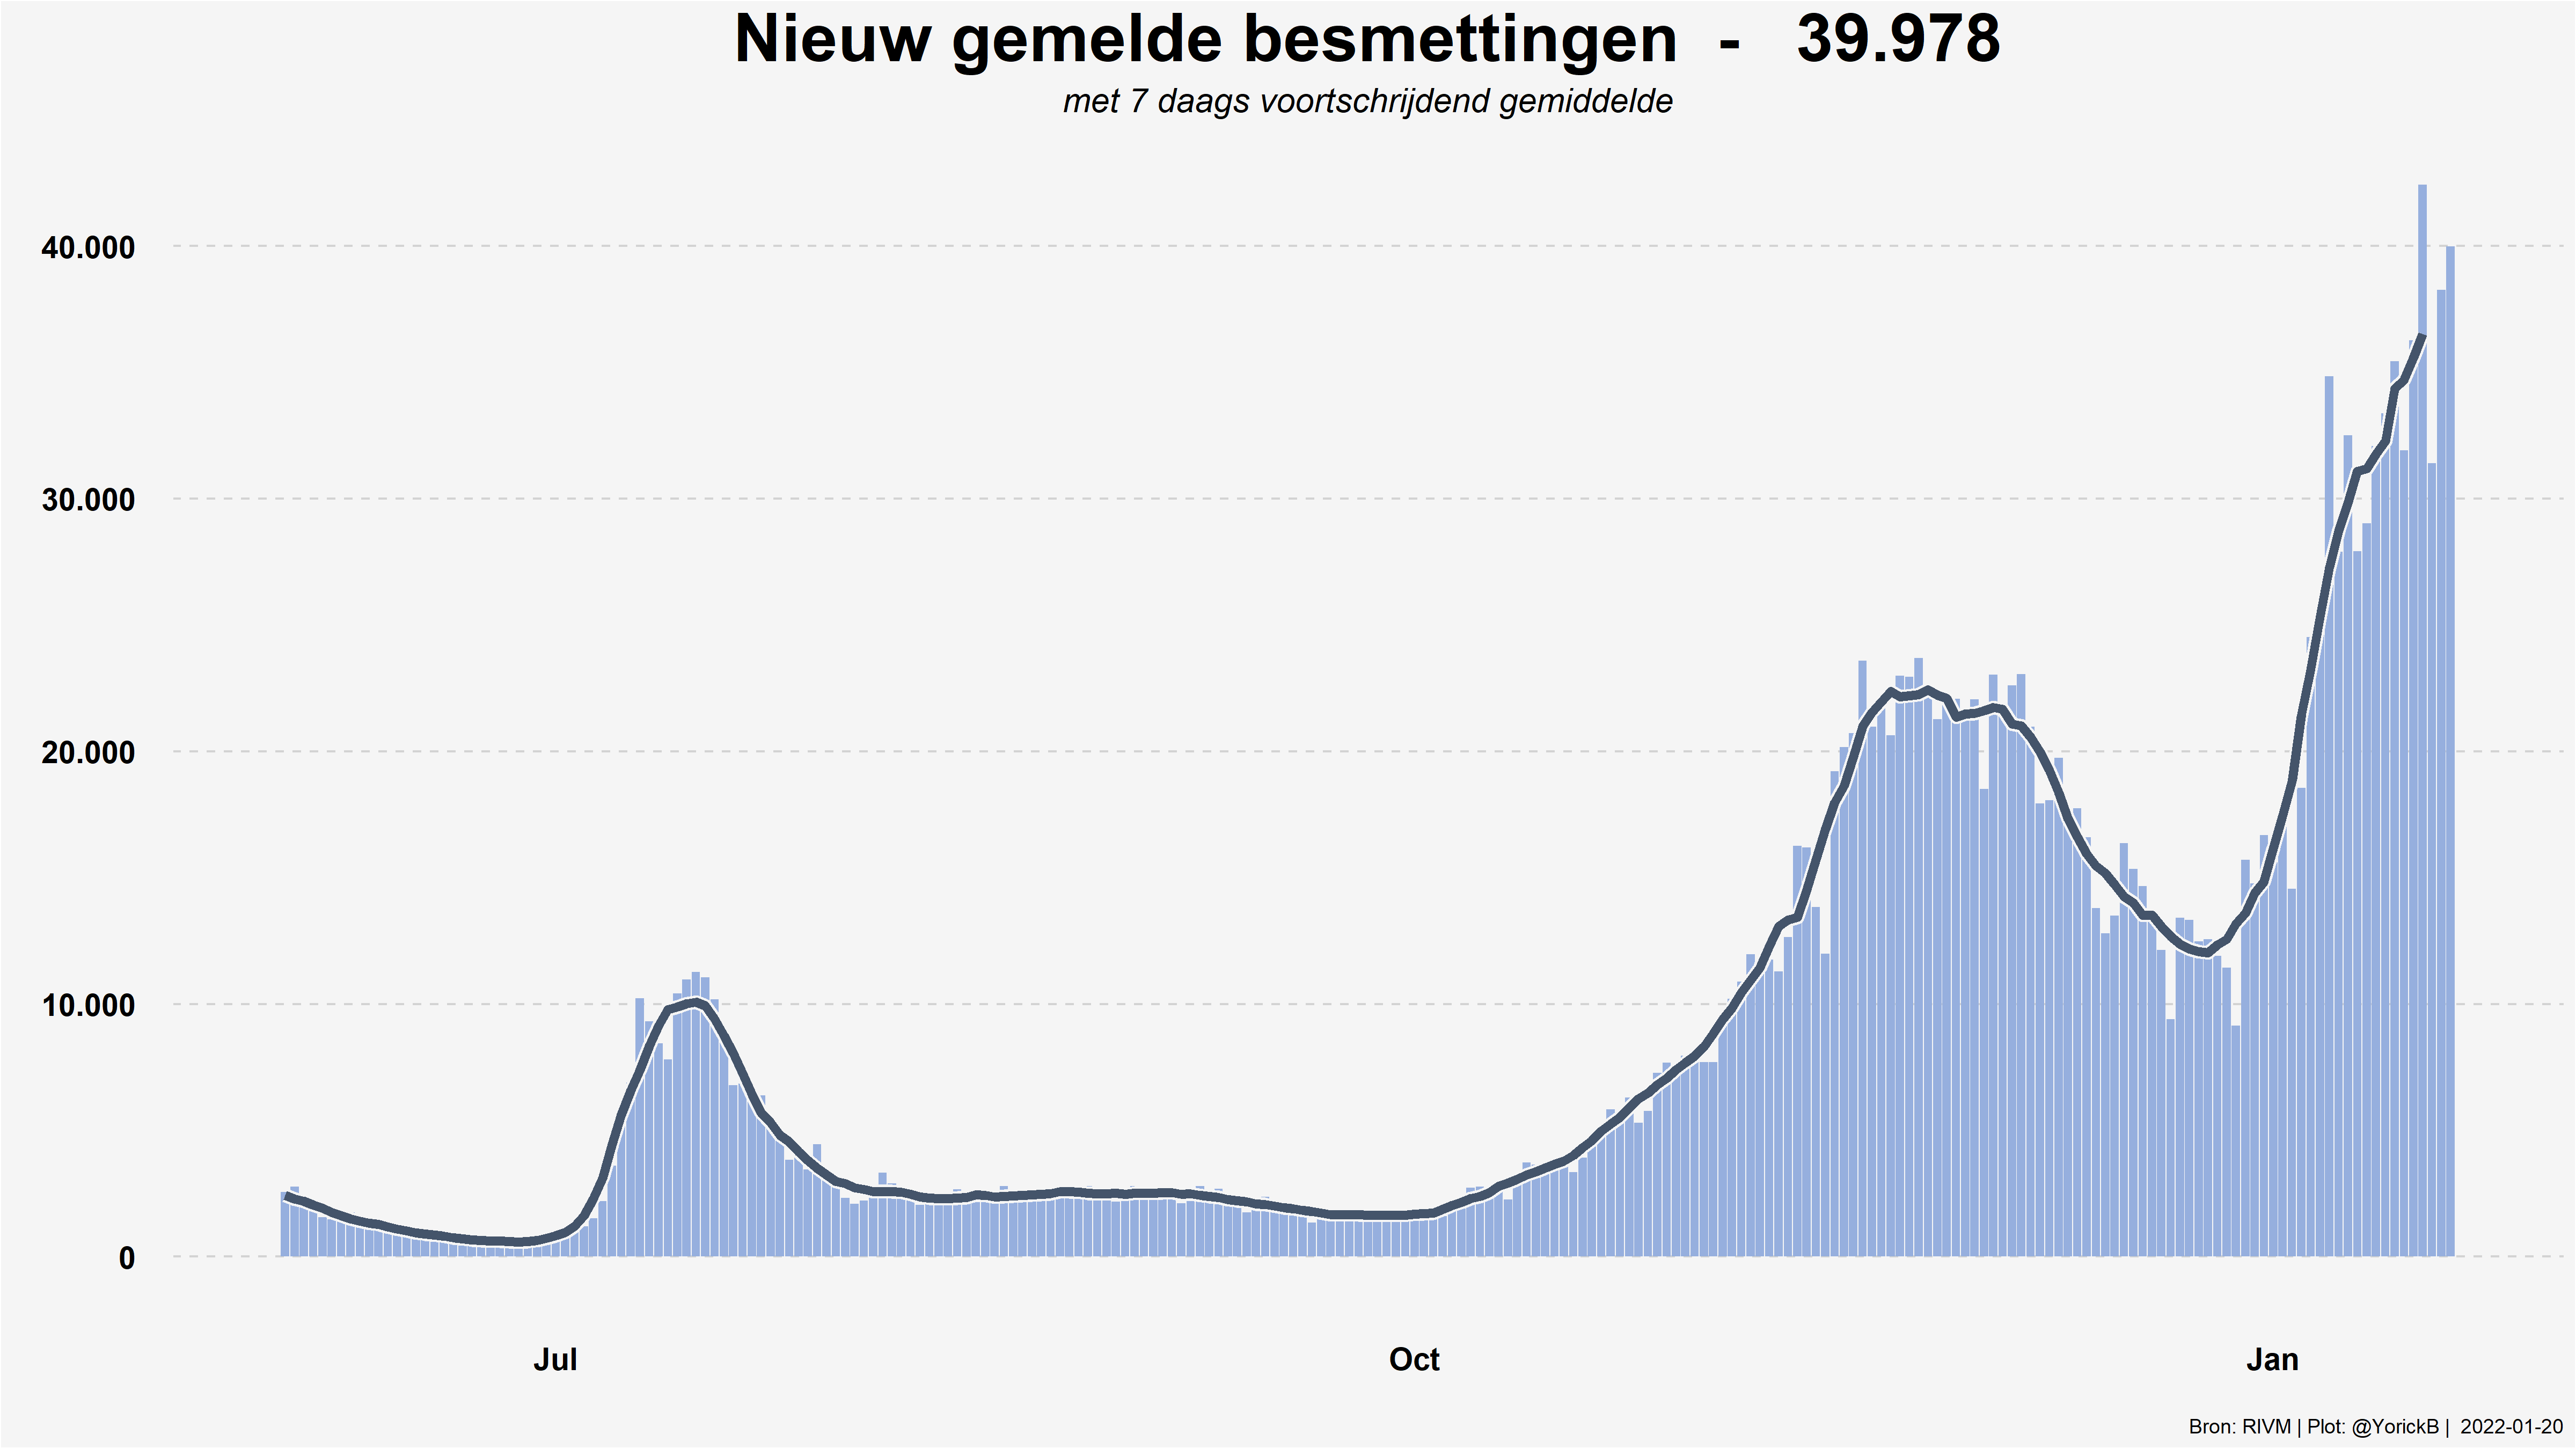 Nieuw gemelde besmettingen - 39.978
met 7 daags voortschrijdend gemiddelde
40.000
30.000
20.000
10.000
0
Jul Oct Jan
Bron: RIVM | Plot: @YorickB | 2022-01-20